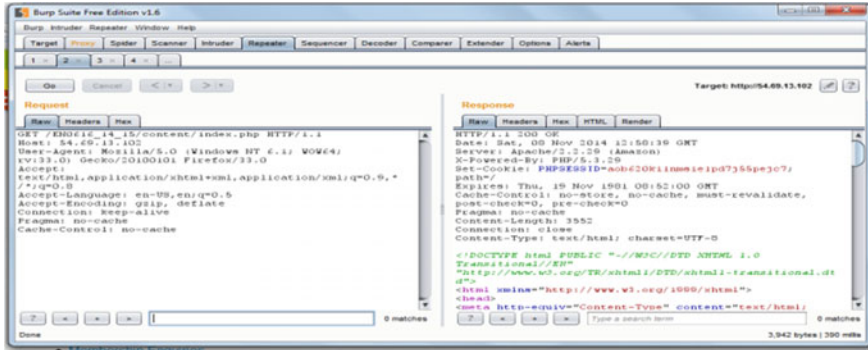 Burp Suite Free Edition v1.6
Burp Intruder Repeater Window Help
Target Proxy Spider Scanner Intruder Repeater Sequencer Decoder Comparer Extender Options Alerts
1 × 2 × 3 × 4 × ...
Go Cancel < | ▾ > | ▾ Target: http://54.69.13.102 ?
Request
Raw Headers Hex
GET /EN0616_14_15/content/index.php HTTP/1.1
Host: 54.69.13.102
User-Agent: Mozilla/5.0 (Windows NT 6.1; WOW64;
rv:33.0) Gecko/20100101 Firefox/33.0
Accept:
text/html,application/xhtml+xml,application/xml;q=0.9,*
/*;q=0.8
Accept-Language: en-US,en;q=0.5
Accept-Encoding: gzip, deflate
Connection: keep-alive
Pragma: no-cache
Cache-Control: no-cache
? < + > 0 matches
Response
Raw Headers Hex HTML Render
HTTP/1.1 200 OK
Date: Sat, 08 Nov 2014 12:58:39 GMT
Server: Apache/2.2.29 (Amazon)
X-Powered-By: PHP/5.3.29
Set-Cookie: 
path=/
Expires: Thu, 19 Nov 1981 08:52:00 GMT
Cache-Control: no-store, no-cache, must-revalidate,
post-check=0, pre-check=0
Pragma: no-cache
Content-Length: 3552
Connection: close
Content-Type: text/html; charset=UTF-8
<!DOCTYPE html PUBLIC "-//W3C//DTD XHTML 1.0
Transitional//EN"
"http://www.w3.org/TR/xhtml1/DTD/xhtml1-transitional.dt
d">
<html xmlns="http://www.w3.org/1999/xhtml">
<head>
<meta http-equiv="Content-Type" content="text/html;
? < + > Type a search term 0 matches
Done 3,942 bytes | 390 millis